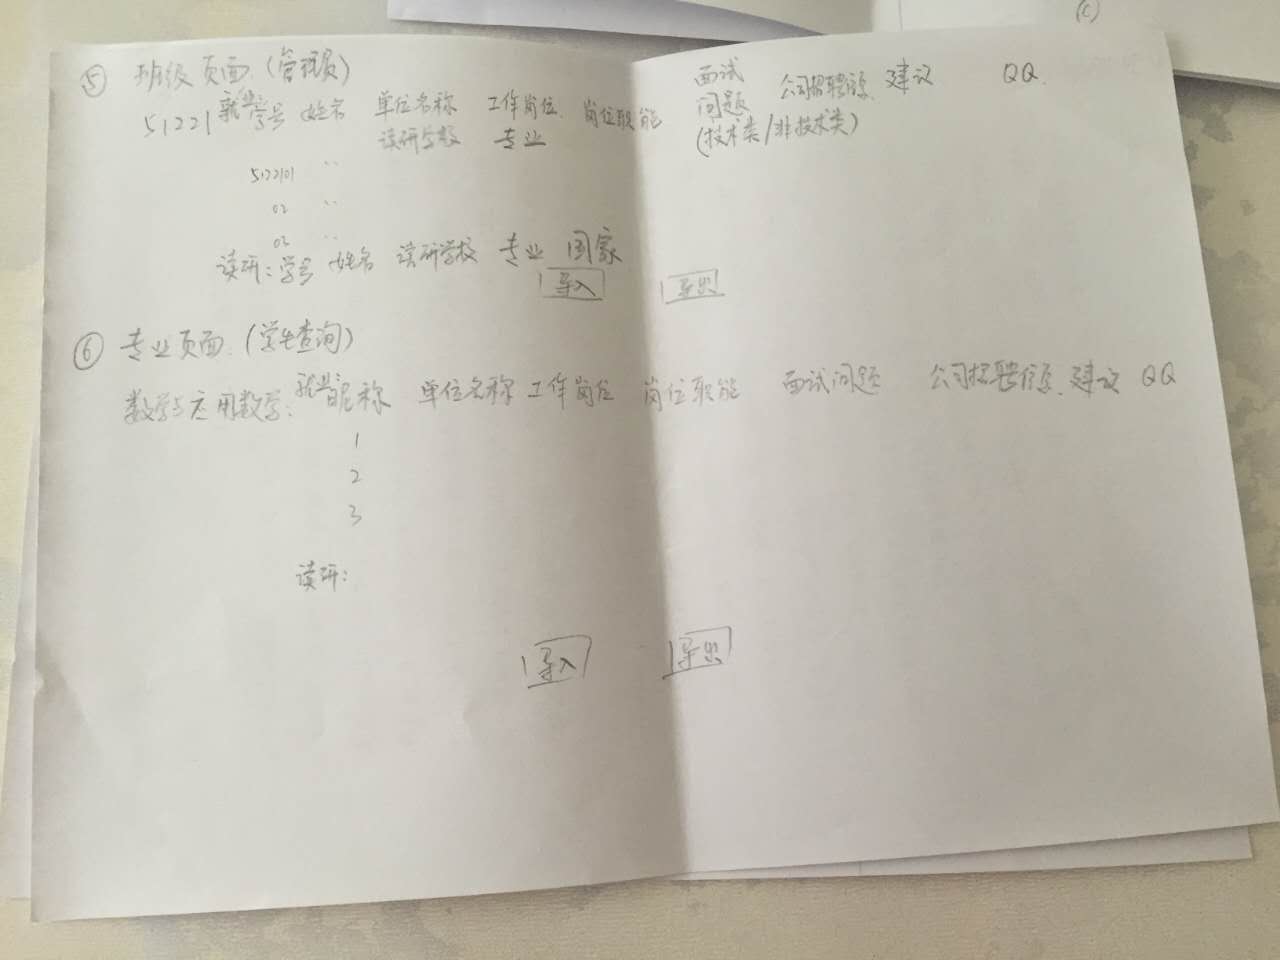 (C)
⑤ 班级页面.(管理员)
51221 就业 学号 姓名 单位名称 工作岗位. 岗位职能 面试问题(技术类/非技术类) 公司招聘源. 建议 QQ.
读研学校 专业
5122101 〃
02 〃
03 〃
读研: 学号 姓名 读研学校 专业 国家
导入 导出
⑥ 专业页面.(学生查询)
数学与应用数学: 就业 昵称 单位名称 工作岗位 岗位职能 面试问题 公司招聘信源. 建议 QQ
1
2
3
读研:
导入 导出